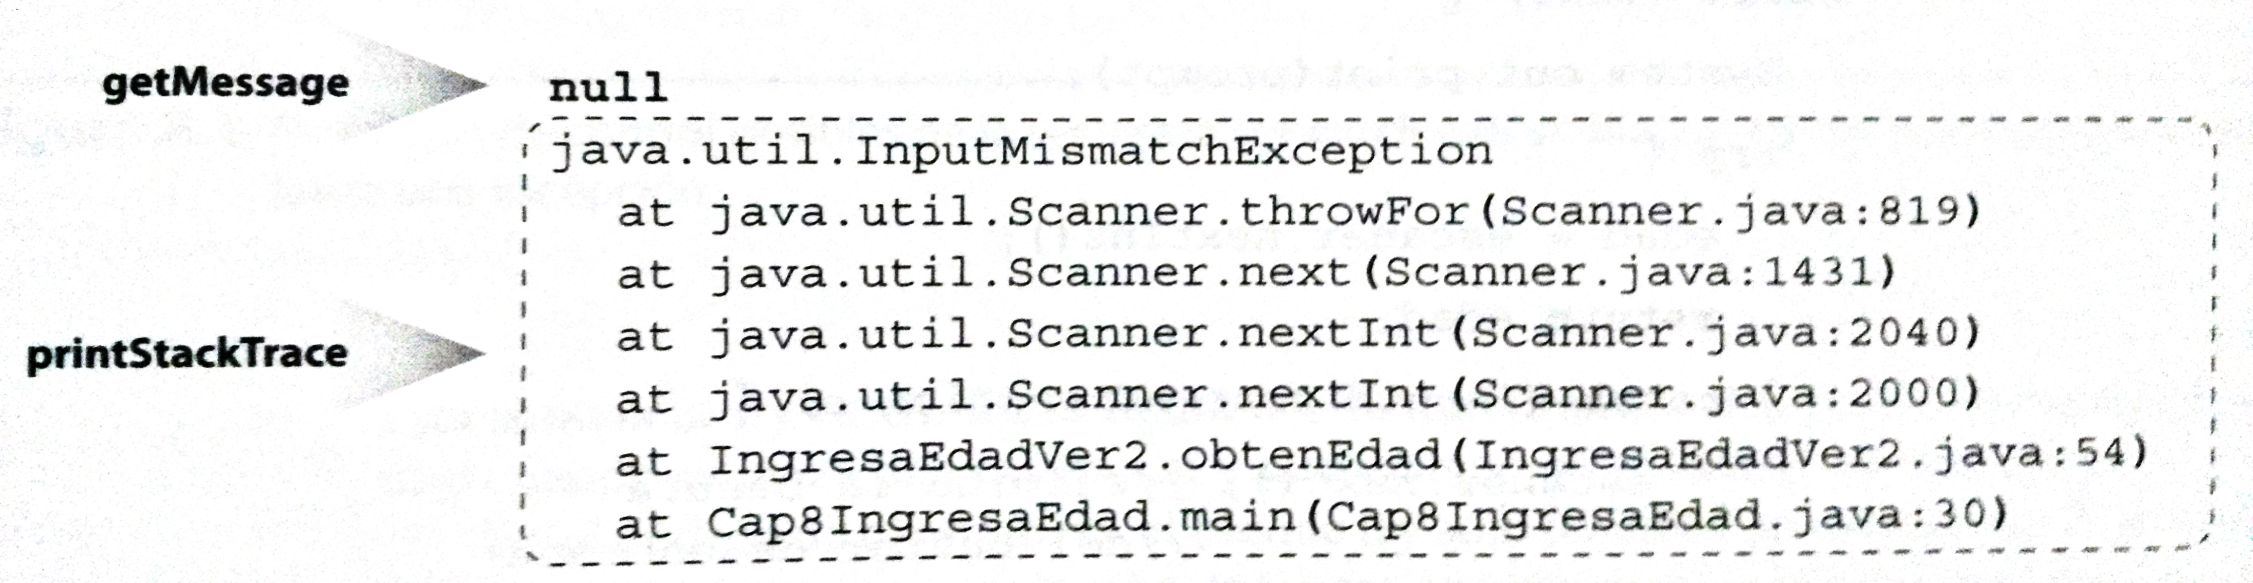 getMessage
null
java.util.InputMismatchException
at java.util.Scanner.throwFor(Scanner.java:819)
at java.util.Scanner.next(Scanner.java:1431)
printStackTrace
at java.util.Scanner.nextInt(Scanner.java:2040)
at java.util.Scanner.nextInt(Scanner.java:2000)
at IngresaEdadVer2.obtenEdad(IngresaEdadVer2.java:54)
at Cap8IngresaEdad.main(Cap8IngresaEdad.java:30)